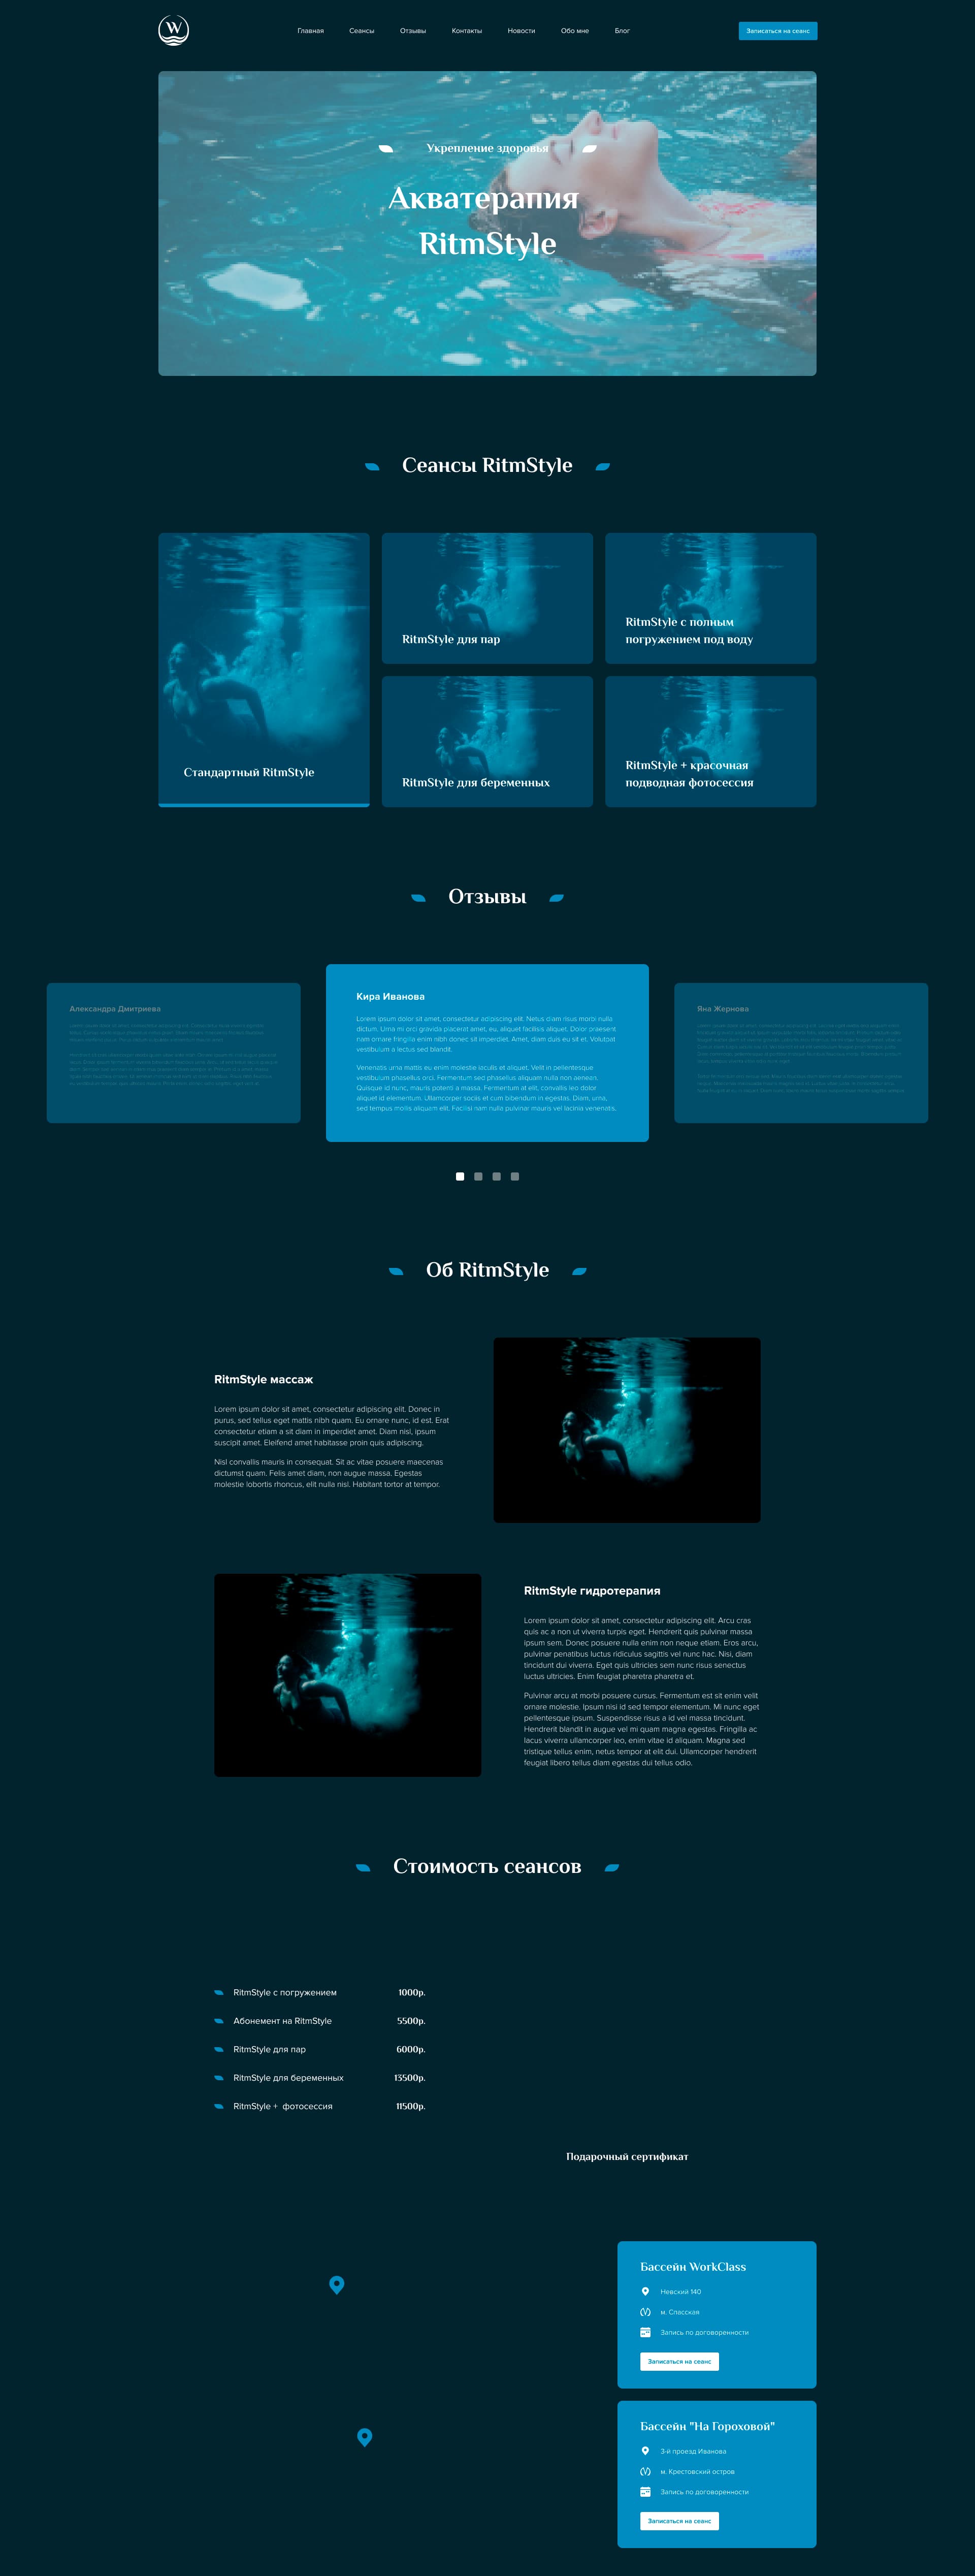 W
Главная
Сеансы
Отзывы
Контакты
Новости
Обо мне
Блог
Записаться на сеанс
Укрепление здоровья
Акватерапия
RitmStyle
Сеансы RitmStyle
Стандартный RitmStyle
RitmStyle для пар
RitmStyle с полным
погружением под воду
RitmStyle для беременных
RitmStyle + красочная
подводная фотосессия
Отзывы
Александра Дмитриева
Кира Иванова
Lorem ipsum dolor sit amet, consectetur adipiscing elit. Netus diam risus morbi nulla
dictum. Urna mi orci gravida placerat amet, eu, aliquet facilisis aliquet. Dolor praesent
nam ornare fringilla enim nibh donec sit imperdiet. Amet, diam duis eu sit et. Volutpat
vestibulum a lectus sed blandit.
Venenatis urna mattis eu enim molestie iaculis et aliquet. Velit in pellentesque
vestibulum phasellus orci. Fermentum sed phasellus aliquam nulla non aenean.
Quisque id nunc, mauris potenti a massa. Fermentum at elit, convallis leo dolor
aliquet id elementum. Ullamcorper sociis et cum bibendum in egestas. Diam, urna,
sed tempus mollis aliquam elit. Facilisi nam nulla pulvinar mauris vel lacinia venenatis.
Яна Жернова
Об RitmStyle
RitmStyle массаж
Lorem ipsum dolor sit amet, consectetur adipiscing elit. Donec in
purus, sed tellus eget mattis nibh quam. Eu ornare nunc, id est. Erat
consectetur etiam a sit diam in imperdiet amet. Diam nisi, ipsum
suscipit amet. Eleifend amet habitasse proin quis adipiscing.
Nisl convallis mauris in consequat. Sit ac vitae posuere maecenas
dictumst quam. Felis amet diam, non augue massa. Egestas
molestie lobortis rhoncus, elit nulla nisl. Habitant tortor at tempor.
RitmStyle гидротерапия
Lorem ipsum dolor sit amet, consectetur adipiscing elit. Arcu cras
quis ac a non ut viverra turpis eget. Hendrerit quis pulvinar massa
ipsum sem. Donec posuere nulla enim non neque etiam. Eros arcu,
pulvinar penatibus luctus ridiculus sagittis vel nunc hac. Nisi, diam
tincidunt dui viverra. Eget quis ultricies sem nunc risus senectus
luctus ultricies. Enim feugiat pharetra pharetra et.
Pulvinar arcu at morbi posuere cursus. Fermentum est sit enim velit
ornare molestie. Ipsum nisi id sed tempor elementum. Mi nunc eget
pellentesque ipsum. Suspendisse risus a id vel massa tincidunt.
Hendrerit blandit in augue vel mi quam magna egestas. Fringilla ac
lacus viverra ullamcorper leo, enim vitae id aliquam. Magna sed
tristique tellus enim, netus tempor at elit dui. Ullamcorper hendrerit
feugiat libero tellus diam egestas dui tellus odio.
Стоимость сеансов
RitmStyle с погружением 1000р.
Абонемент на RitmStyle 5500р.
RitmStyle для пар 6000р.
RitmStyle для беременных 13500р.
RitmStyle + фотосессия 11500р.
Подарочный сертификат
Бассейн WorkClass
Невский 140
м. Спасская
Запись по договоренности
Записаться на сеанс
Бассейн "На Гороховой"
3-й проезд Иванова
м. Крестовский остров
Запись по договоренности
Записаться на сеанс